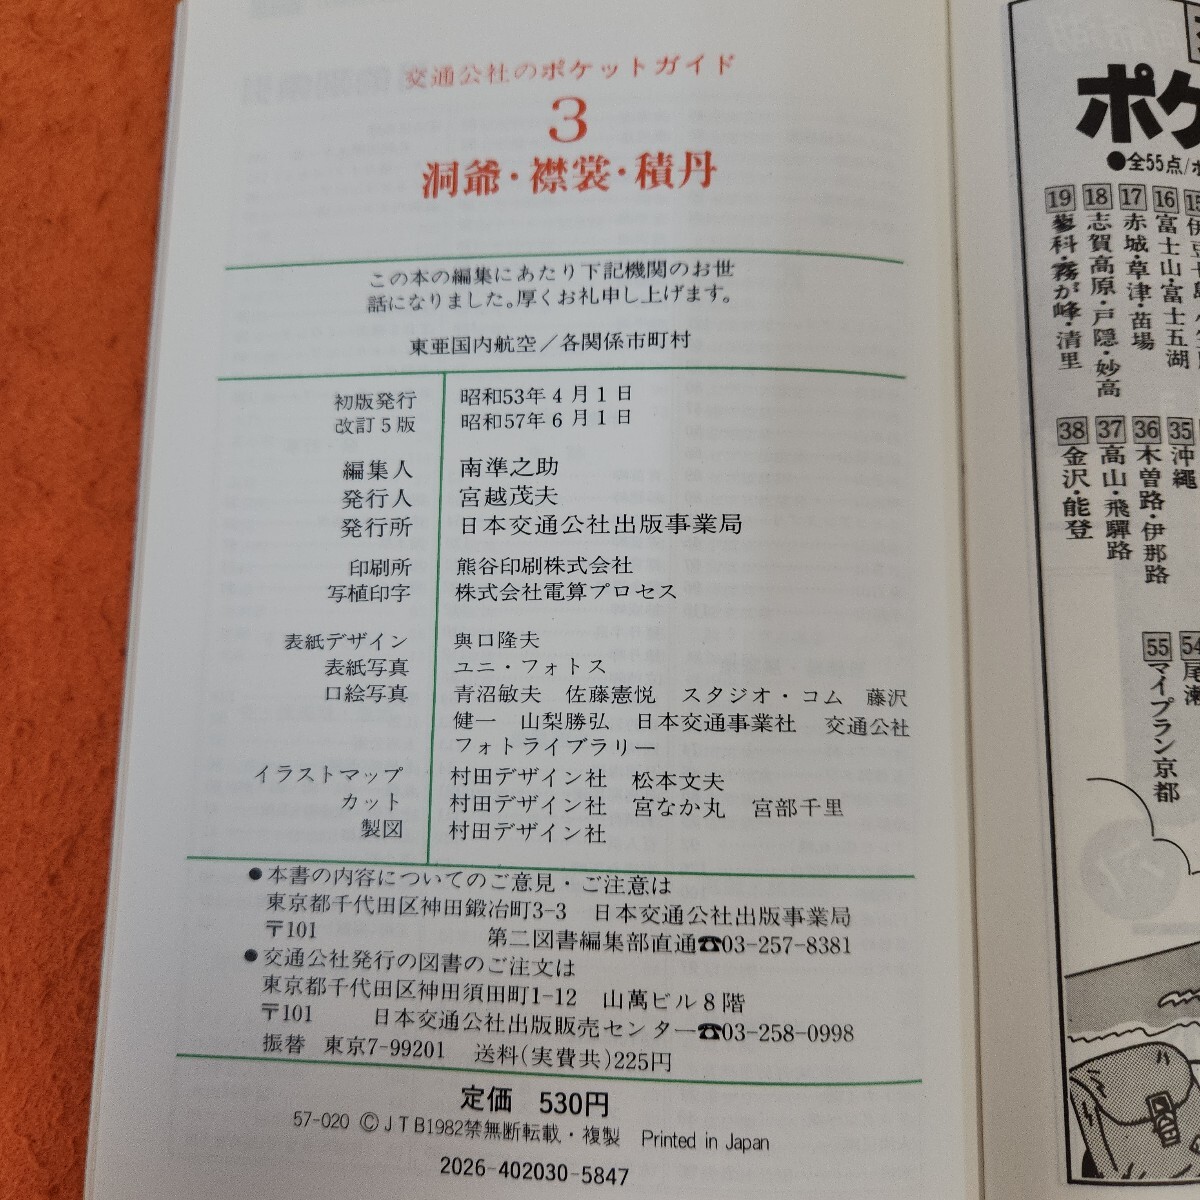 交通公社のポケットガイド
3
洞爺・襟裳・積丹
この本の編集にあたり下記機関のお世
話になりました。厚くお礼申し上げます。
東亜国内航空／各関係市町村
初版発行 昭和53年4月1日
改訂5版 昭和57年6月1日
編集人 南準之助
発行人 宮越茂夫
発行所 日本交通公社出版事業局
印刷所 熊谷印刷株式会社
写植印字 株式会社電算プロセス
表紙デザイン 興口隆夫
表紙写真 ユニ・フォトス
口絵写真 青沼敏夫 佐藤憲悦 スタジオ・コム 藤沢
健一 山梨勝弘 日本交通事業社 交通公社
フォトライブラリー
イラストマップ 村田デザイン社 松本文夫
カット 村田デザイン社 宮なか丸 宮部千里
製図 村田デザイン社
●本書の内容についてのご意見・ご注意は
東京都千代田区神田鍛冶町3-3 日本交通公社出版事業局
〒101 第二図書編集部直通☎03-257-8381
●交通公社発行の図書のご注文は
東京都千代田区神田須田町1-12 山萬ビル8階
〒101 日本交通公社出版販売センター☎03-258-0998
振替 東京7-99201 送料(実費共)225円
定価 530円
57-020 ©JTB1982禁無断転載・複製 Printed in Japan
2026-402030-5847
ポケ
●全55点/
16 富士山・富士五湖
17 赤城・草津・苗場
18 志賀高原・戸隠・妙高
19 蓼科・霧が峰・清里
35 沖縄
36 木曽路・伊那路
37 高山・飛騨路
38 金沢・能登
54 尾瀬
55 マイプラン京都